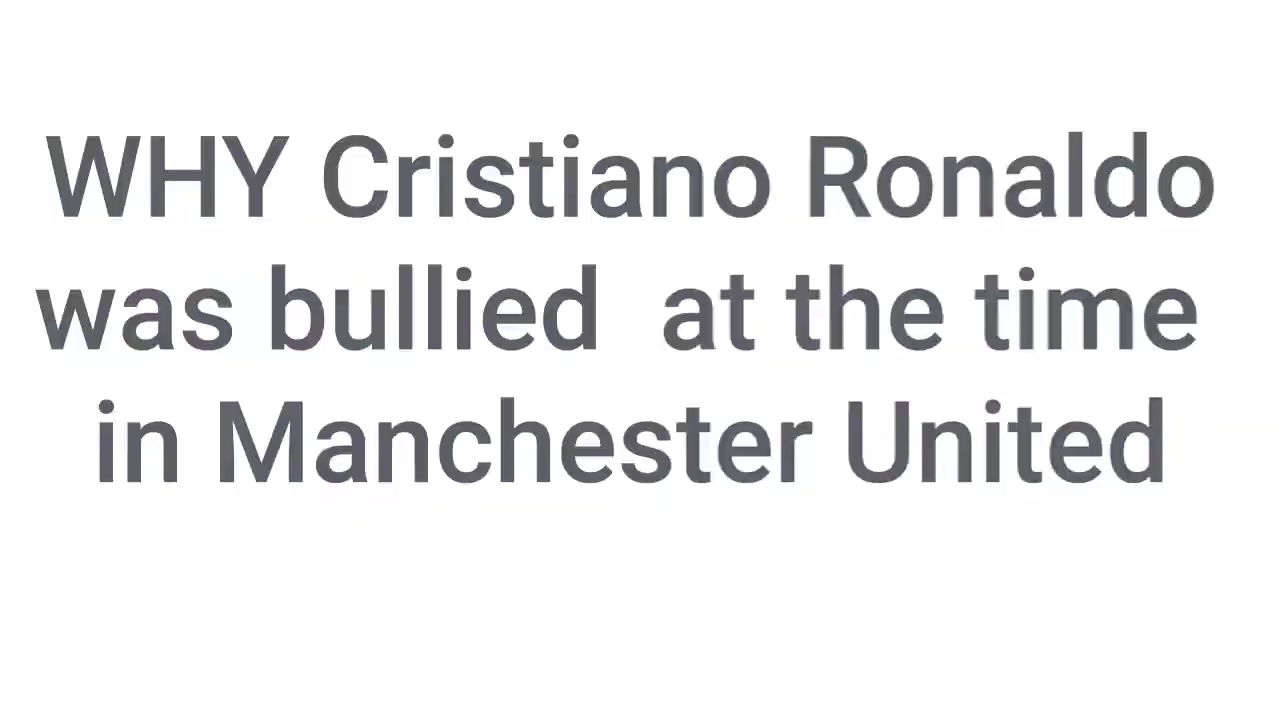 WHY Cristiano Ronaldo
was bullied  at the time
in Manchester United